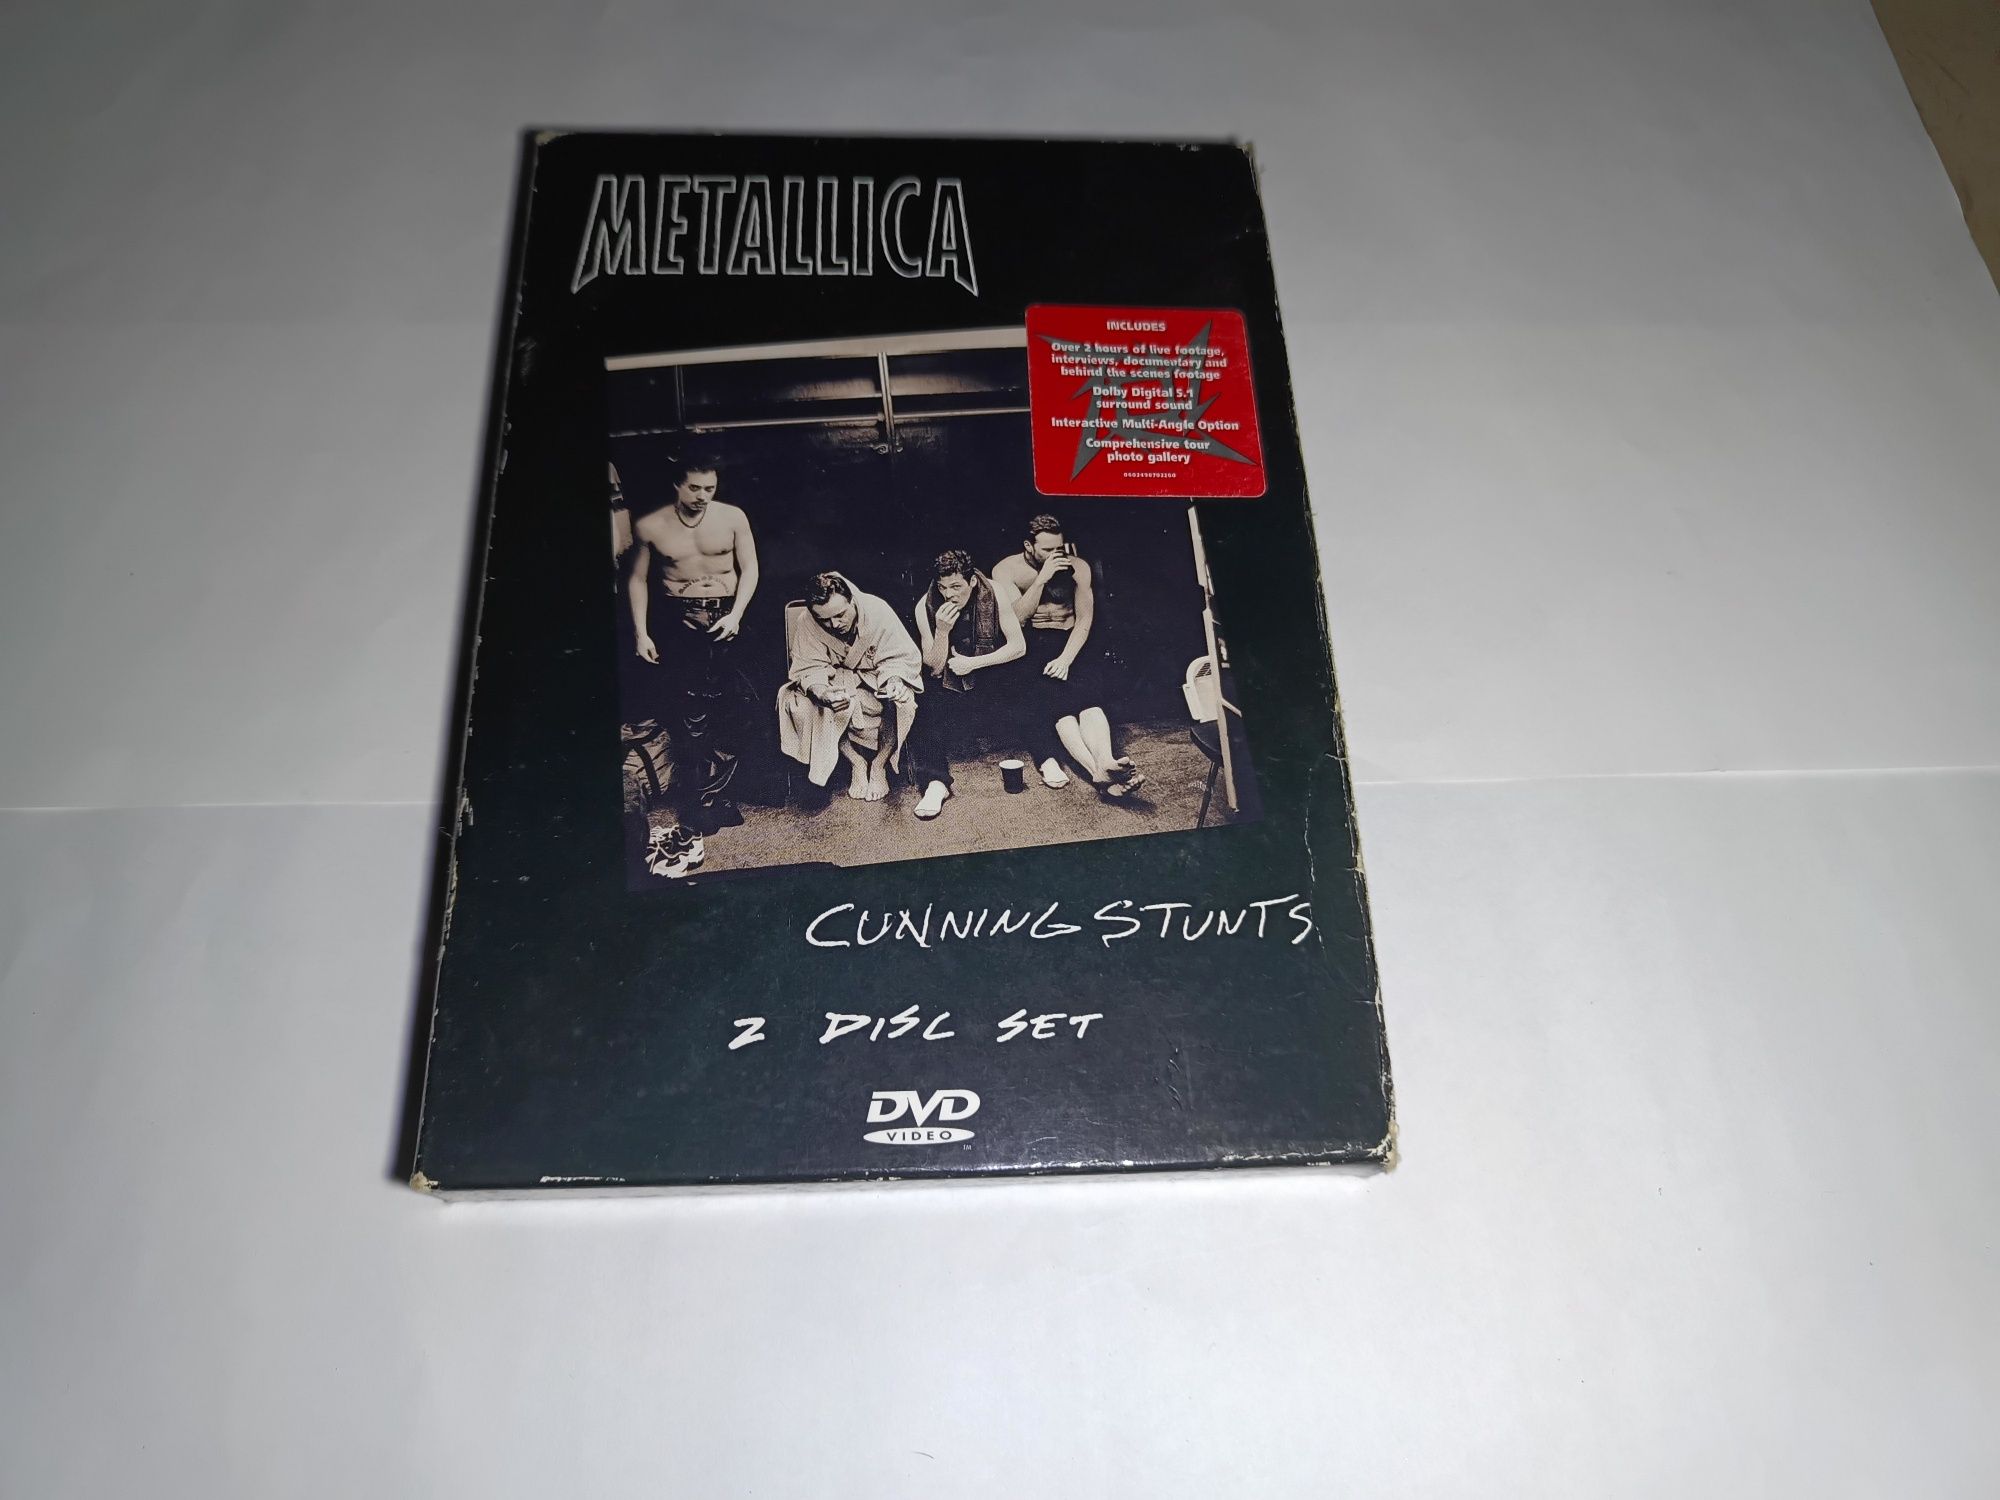 METALLICA
INCLUDES
Over 2 hours of live footage,
interviews, documentary and
behind the scenes footage
Dolby Digital 5.1
surround sound
Interactive Multi-Angle Option
Comprehensive tour
photo gallery
CUNNING STUNTS
2 DISC SET
DVD
VIDEO
TM